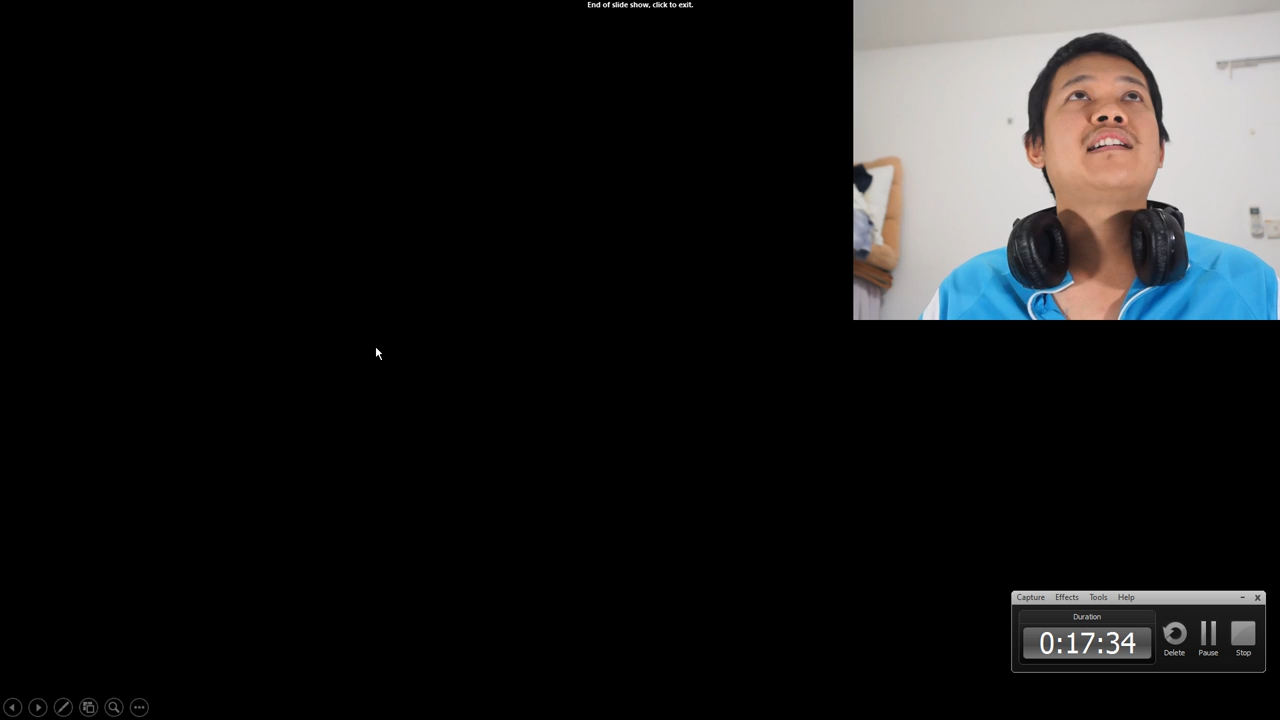 End of slide show, click to exit.
Capture Effects Tools Help
Duration
0:17:34
Delete Pause Stop